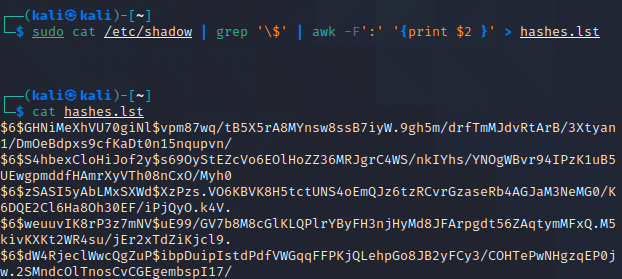 ┌──(kali㉿kali)-[~]
└─$ sudo cat /etc/shadow | grep '\$' | awk -F':' '{print $2 }' > hashes.lst
┌──(kali㉿kali)-[~]
└─$ cat hashes.lst
$6$GHNiMeXhVU70giNl$vpm87wq/tB5X5rA8MYnsw8ssB7iyW.9gh5m/drfTmMJdvRtArB/3Xtyan
1/DmOeBdpxs9cfKaDt0n15nqupvn/
$6$S4hbexCloHiJof2y$s69OyStEZcVo6EOlHoZZ36MRJgrC4WS/nkIYhs/YNOgWBvr94IPzK1uB5
UEwgpmddfHAmrXyVTh08nCxO/Myh0
$6$zSASI5yAbLMxSXWd$XzPzs.VO6KBVK8H5tctUNS4oEmQJz6tzRCvrGzaseRb4AGJaM3NeMG0/K
6DQE2Cl6Ha8Oh30EF/iPjQyO.k4V.
$6$weuuvIK8rP3z7mNV$uE99/GV7b8M8cGlKLQPlrYByFH3njHyMd8JFArpgdt56ZAqtymMFxQ.M5
kivKXKt2WR4su/jEr2xTdZiKjcl9.
$6$dW4RjeclWwcQgZuP$ibpDuipIstdPdfVWGqqFFPKjQLehpGo8JB2yFCy3/COHTePwNHgzqEP0j
w.2SMndcOlTnosCvCGEgembspI17/